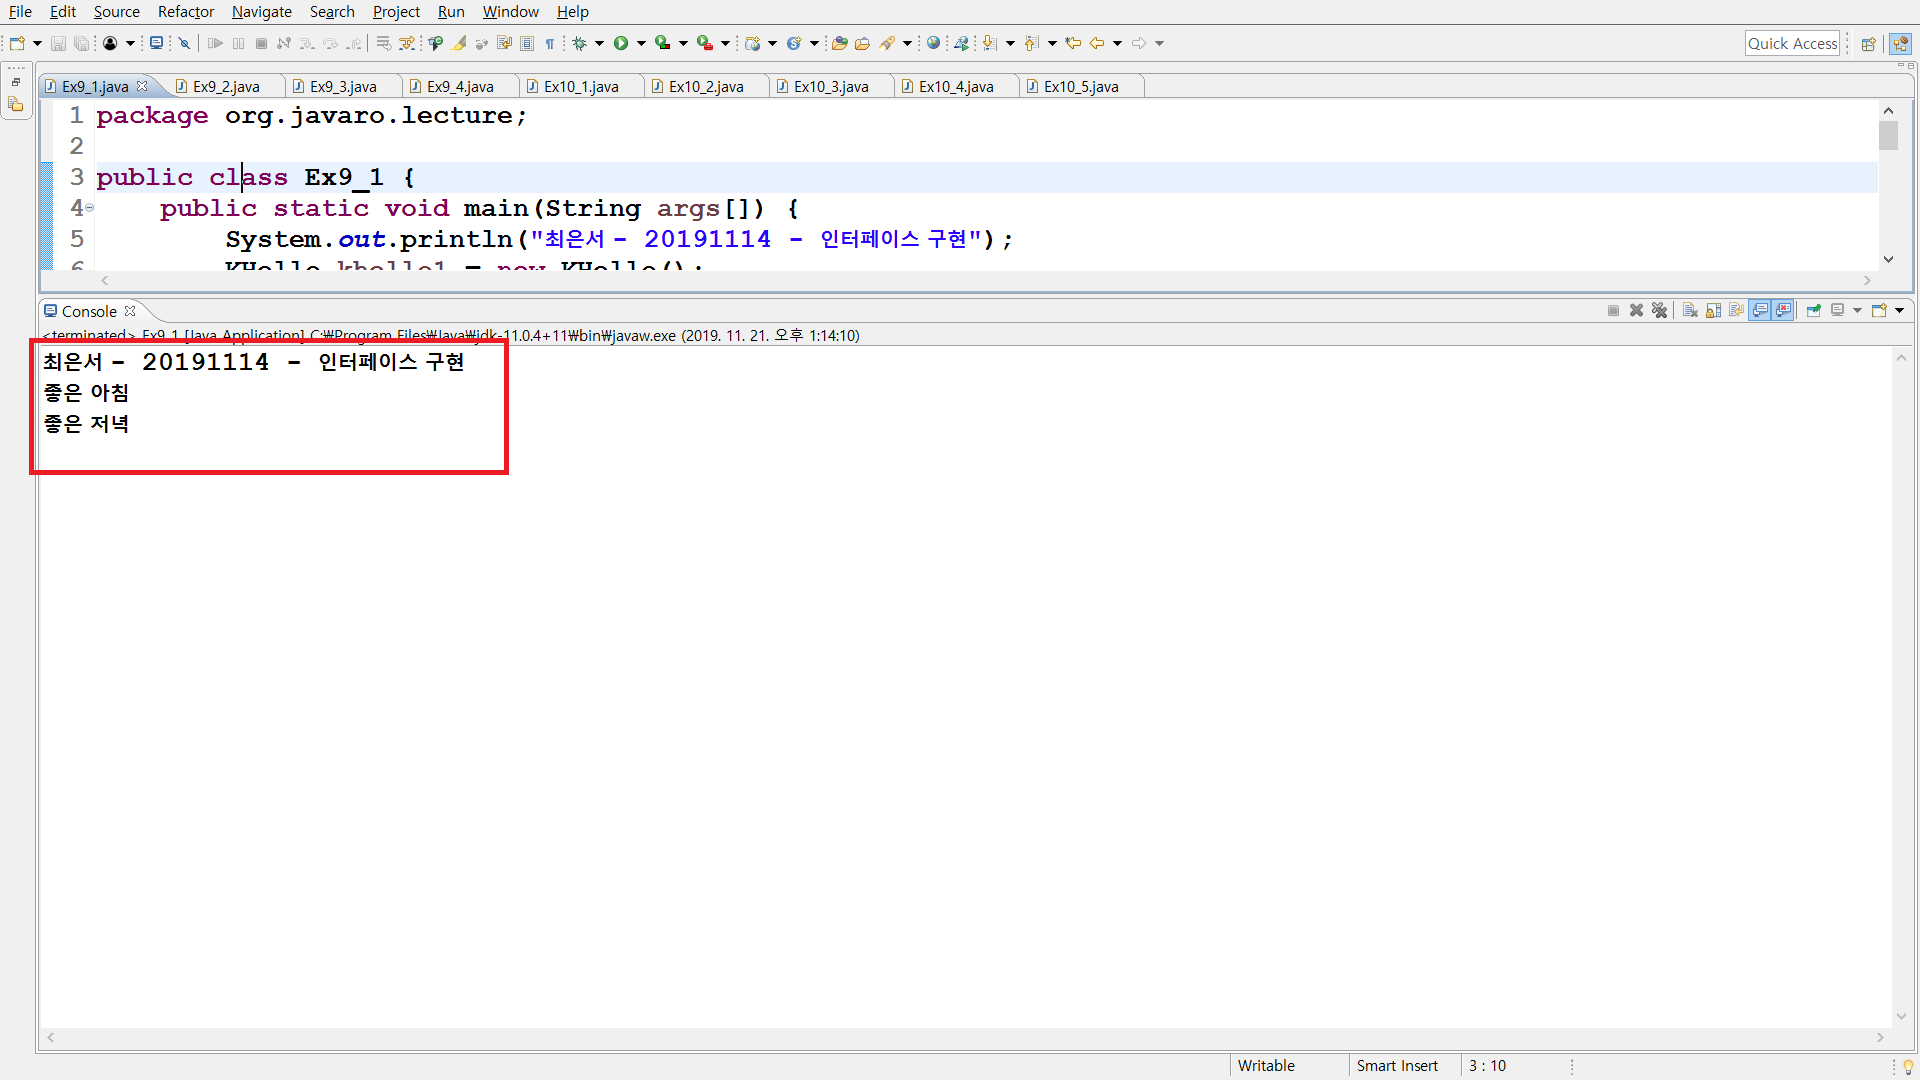 File Edit Source Refactor Navigate Search Project Run Window Help
Quick Access
Ex9_1.java Ex9_2.java Ex9_3.java Ex9_4.java Ex10_1.java Ex10_2.java Ex10_3.java Ex10_4.java Ex10_5.java
1 package org.javaro.lecture;
2
3 public class Ex9_1 {
4 public static void main(String args[]) {
5 System.out.println("최은서 - 20191114 - 인터페이스 구현");
6 KHello khello1 = new KHello();
Console
<terminated> Ex9_1 [Java Application] C:₩Program Files₩Java₩jdk-11.0.4+11₩bin₩javaw.exe (2019. 11. 21. 오후 1:14:10)
최은서 - 20191114 - 인터페이스 구현
좋은 아침
좋은 저녁
Writable Smart Insert 3 : 10